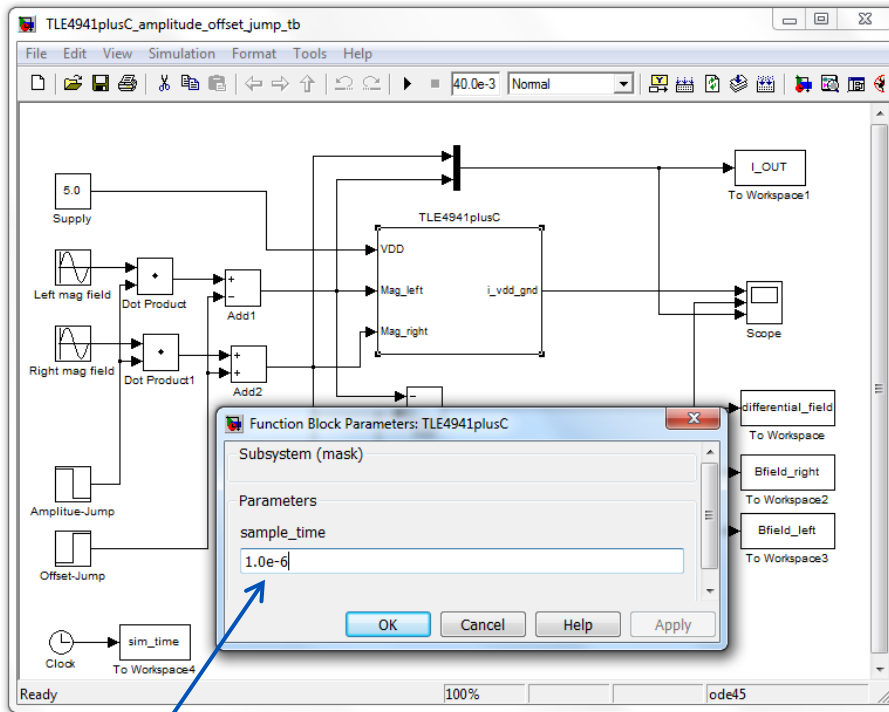 TLE4941plusC_amplitude_offset_jump_tb
File Edit View Simulation Format Tools Help
40.0e-3 Normal
5.0
Supply
Left mag field
Dot Product
Add1
Right mag field
Dot Product1
Add2
Amplitue-Jump
Offset-Jump
Clock
sim_time
To Workspace4
TLE4941plusC
VDD
Mag_left
Mag_right
i_vdd_gnd
I_OUT
To Workspace1
Scope
differential_field
To Workspace
Bfield_right
To Workspace2
Bfield_left
To Workspace3
Function Block Parameters: TLE4941plusC
Subsystem (mask)
Parameters
sample_time
1.0e-6
OK Cancel Help Apply
Ready 100% ode45